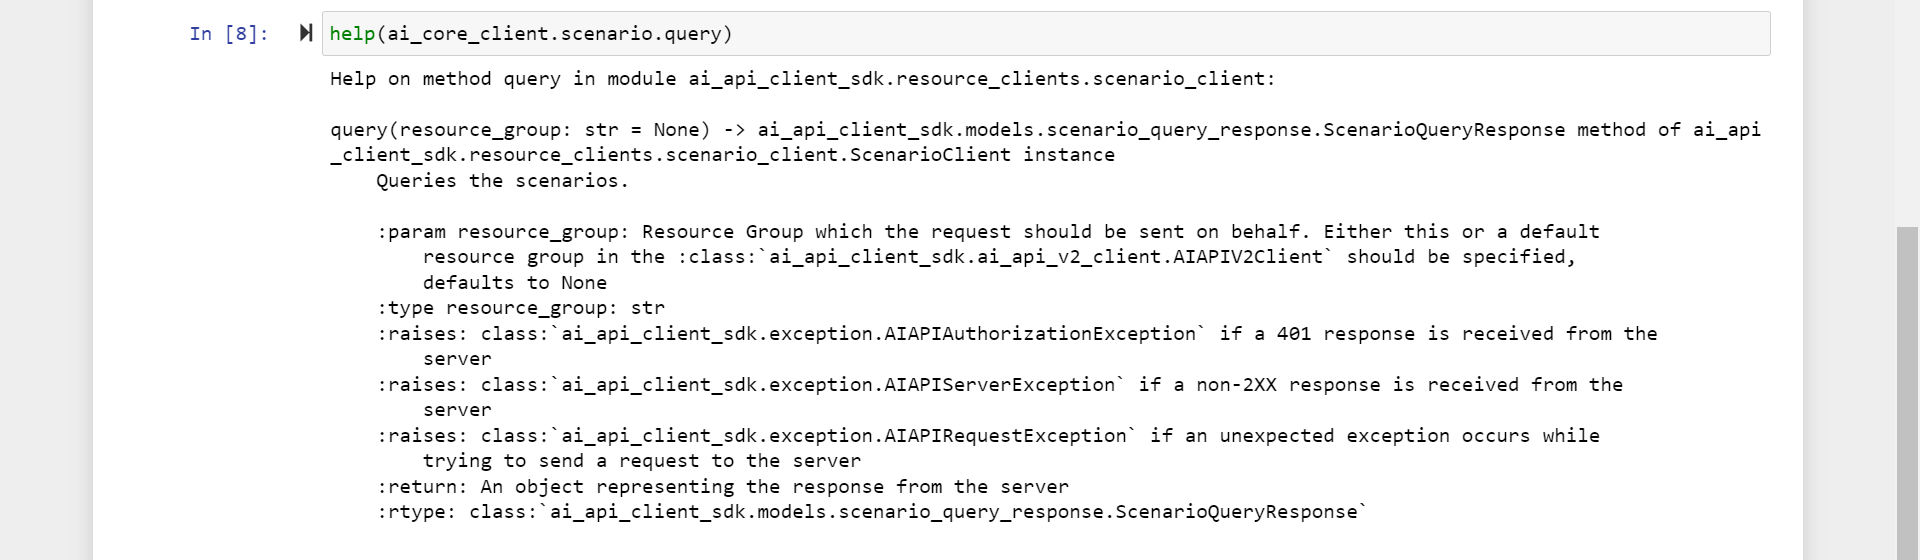 In [8]: help(ai_core_client.scenario.query)
Help on method query in module ai_api_client_sdk.resource_clients.scenario_client:
query(resource_group: str = None) -> ai_api_client_sdk.models.scenario_query_response.ScenarioQueryResponse method of ai_api
_client_sdk.resource_clients.scenario_client.ScenarioClient instance
Queries the scenarios.
:param resource_group: Resource Group which the request should be sent on behalf. Either this or a default
resource group in the :class:`ai_api_client_sdk.ai_api_v2_client.AIAPIV2Client` should be specified,
defaults to None
:type resource_group: str
:raises: class:`ai_api_client_sdk.exception.AIAPIAuthorizationException` if a 401 response is received from the
server
:raises: class:`ai_api_client_sdk.exception.AIAPIServerException` if a non-2XX response is received from the
server
:raises: class:`ai_api_client_sdk.exception.AIAPIRequestException` if an unexpected exception occurs while
trying to send a request to the server
:return: An object representing the response from the server
:rtype: class:`ai_api_client_sdk.models.scenario_query_response.ScenarioQueryResponse`